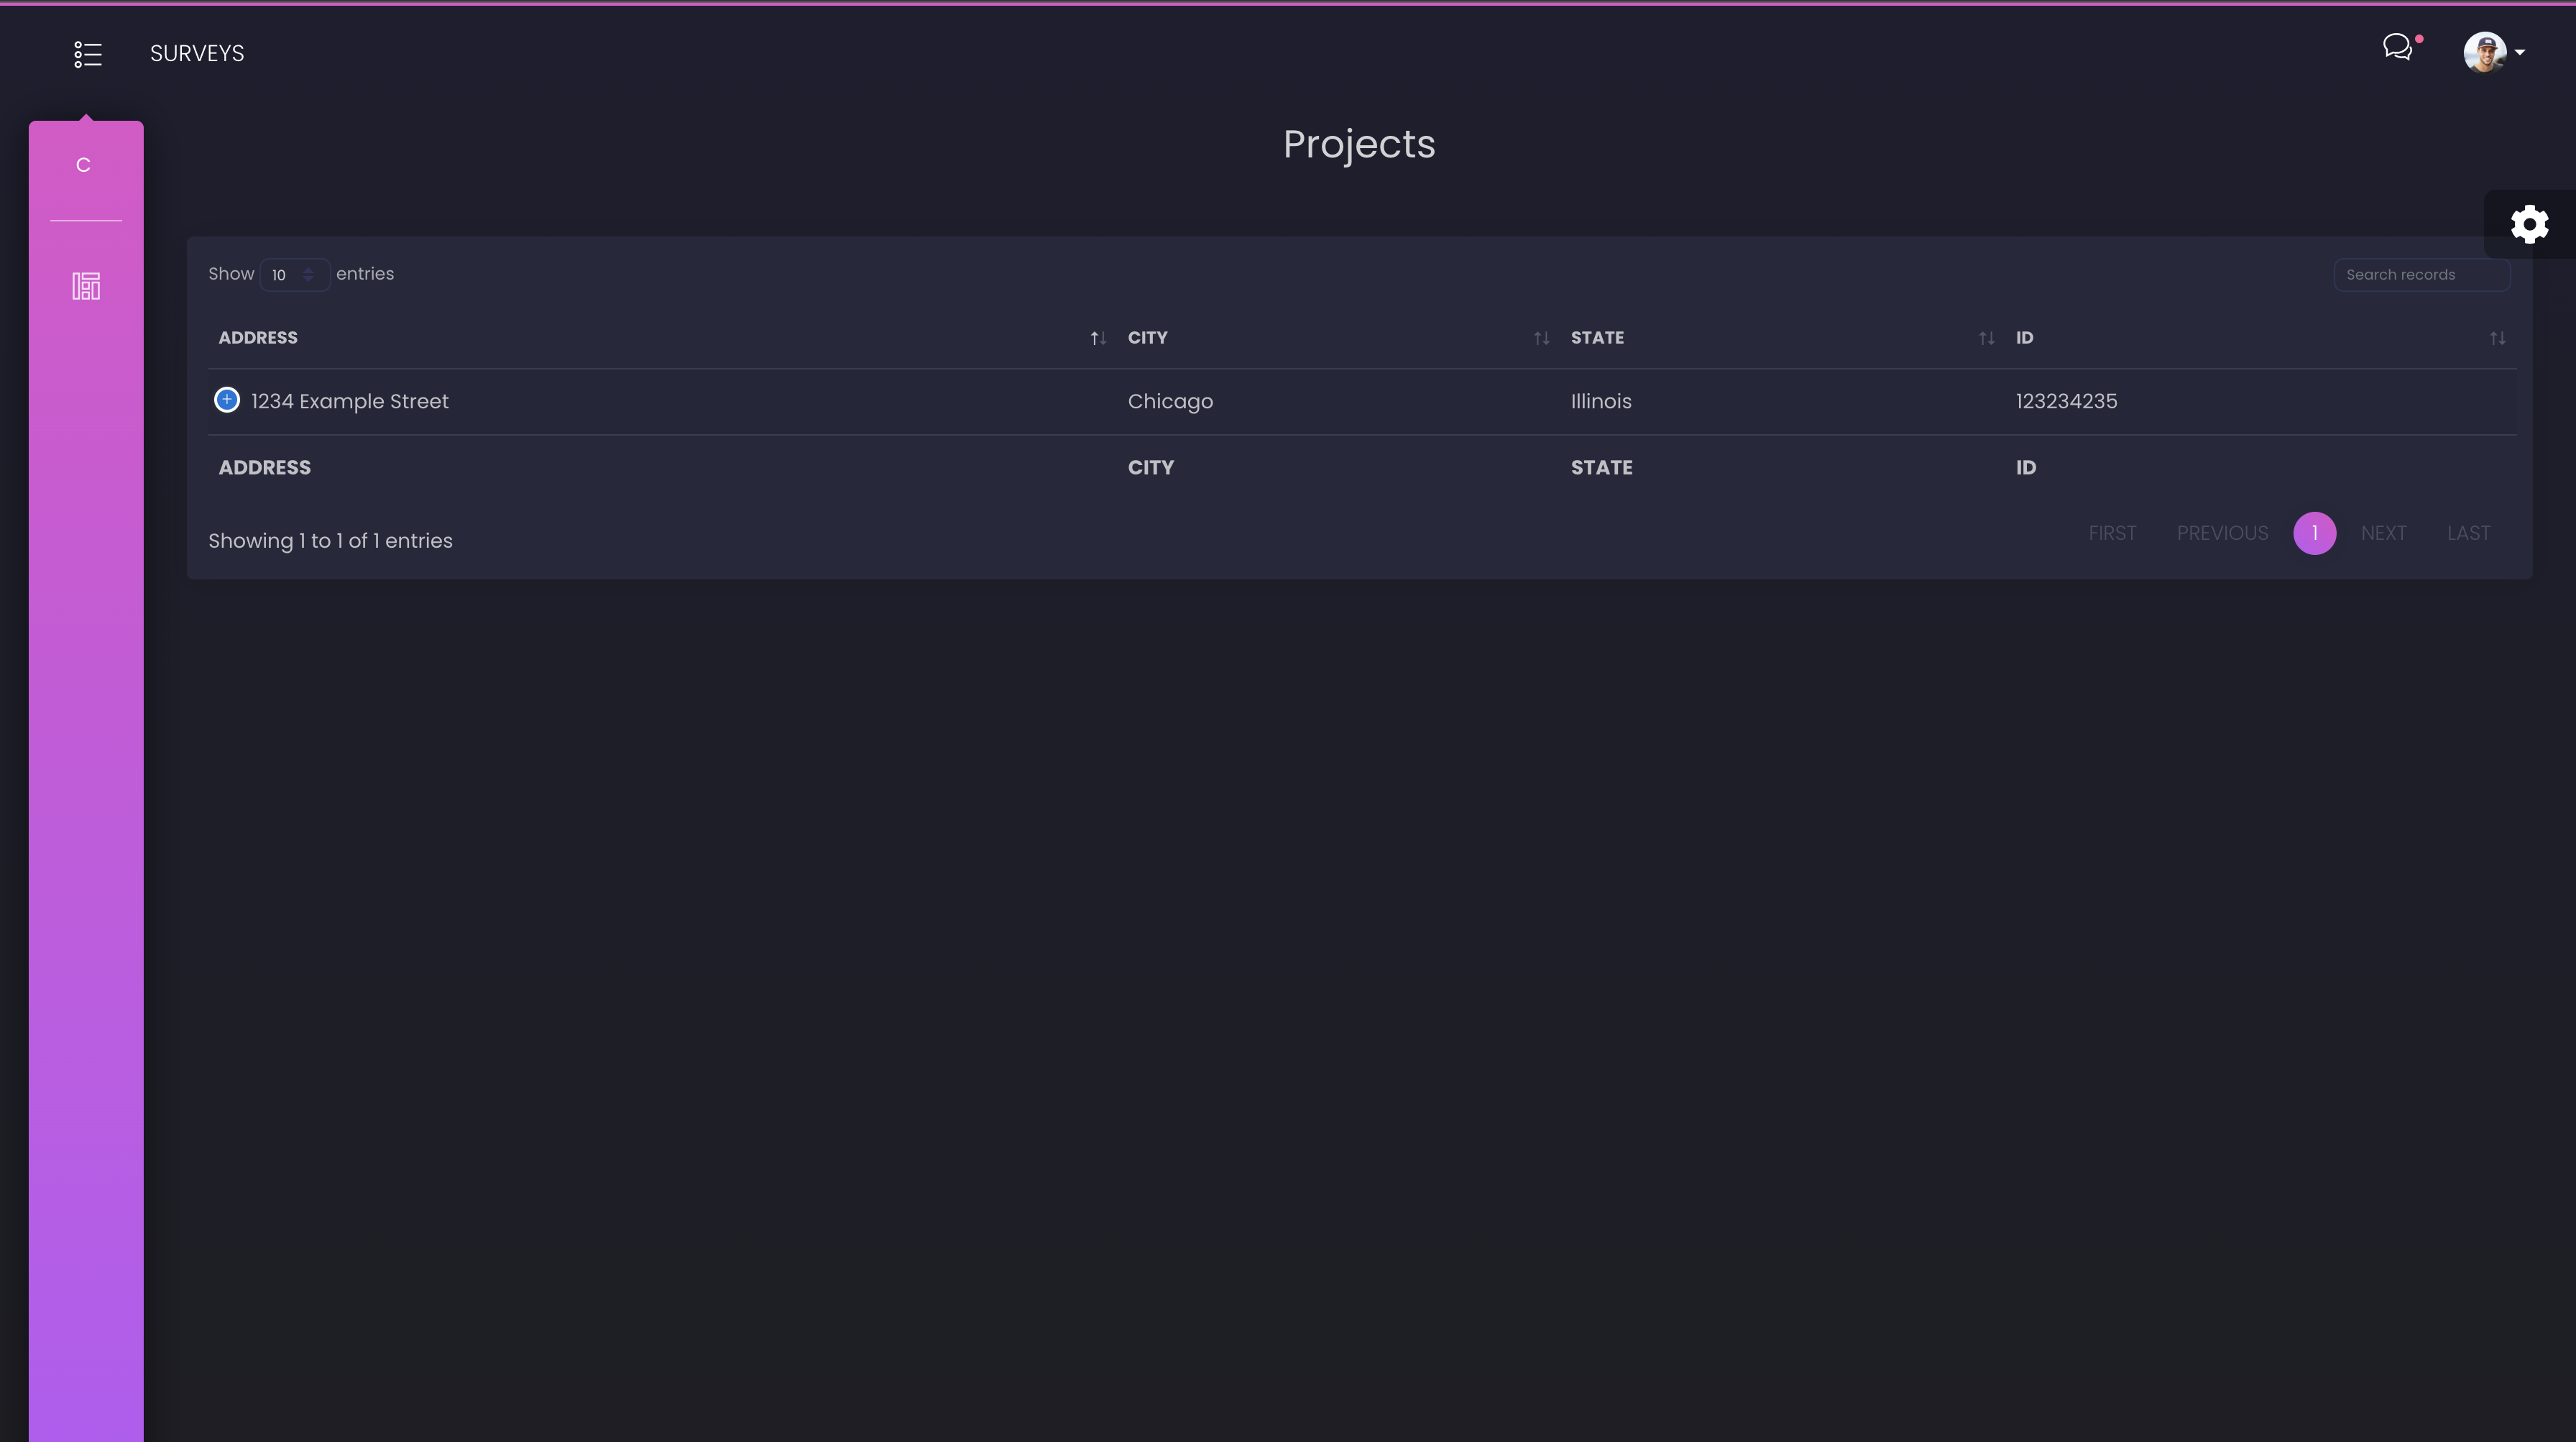 SURVEYS
C
Projects
Show 10 entries
Search records
ADDRESS CITY STATE ID
1234 Example Street Chicago Illinois 123234235
ADDRESS CITY STATE ID
Showing 1 to 1 of 1 entries
FIRST PREVIOUS 1 NEXT LAST